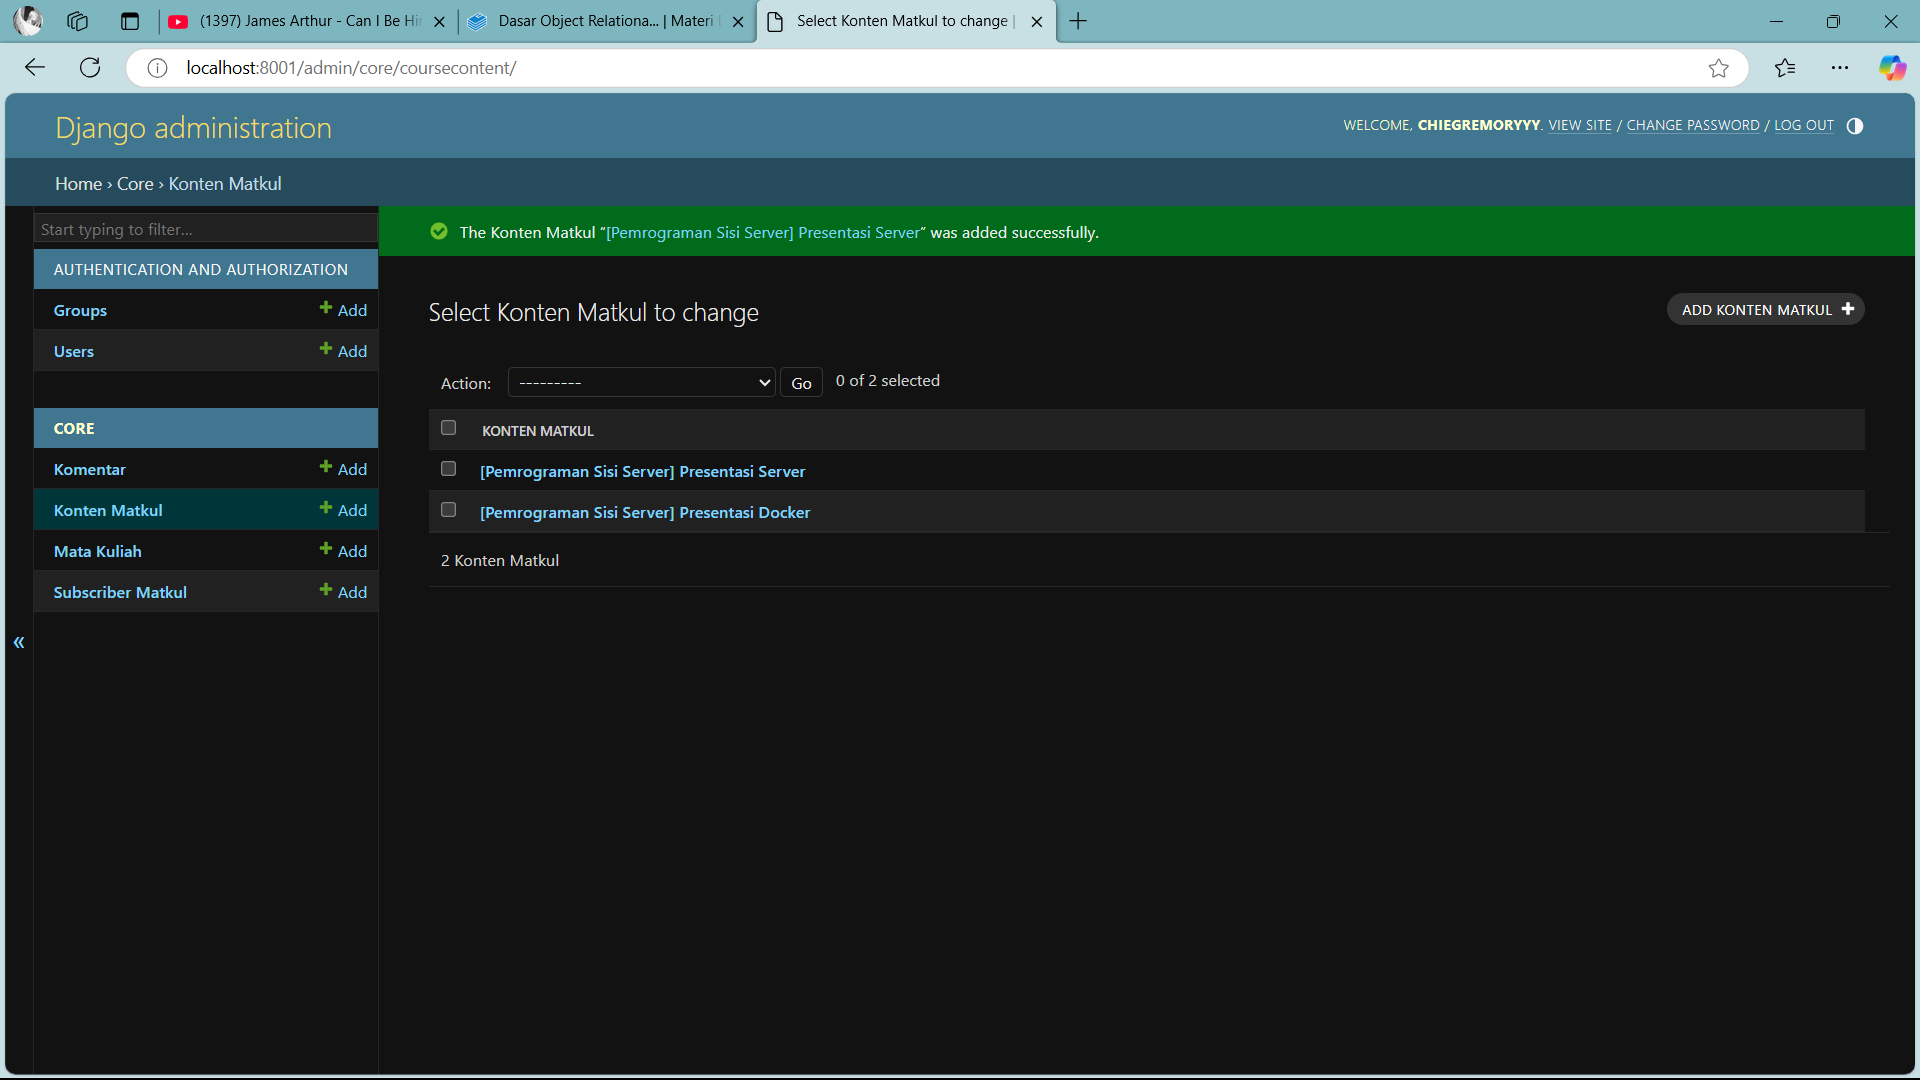 (1397) James Arthur - Can I Be Hi
Dasar Object Relationa... | Materi
Select Konten Matkul to change |
localhost:8001/admin/core/coursecontent/
Django administration
WELCOME, CHIEGREMORYYY. VIEW SITE / CHANGE PASSWORD / LOG OUT
Home › Core › Konten Matkul
Start typing to filter...
The Konten Matkul “[Pemrograman Sisi Server] Presentasi Server” was added successfully.
AUTHENTICATION AND AUTHORIZATION
Groups
Add
Users
Add
CORE
Komentar
Add
Konten Matkul
Add
Mata Kuliah
Add
Subscriber Matkul
Add
«
Select Konten Matkul to change
ADD KONTEN MATKUL
Action:
---------
Go
0 of 2 selected
KONTEN MATKUL
[Pemrograman Sisi Server] Presentasi Server
[Pemrograman Sisi Server] Presentasi Docker
2 Konten Matkul